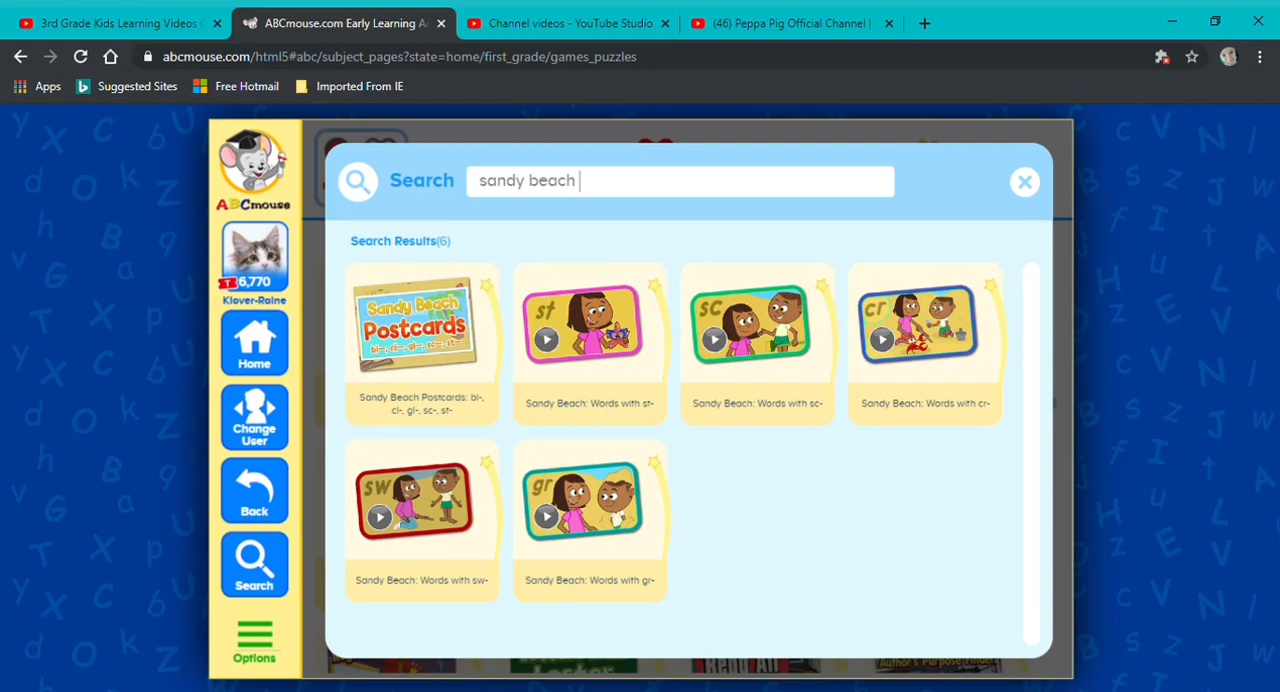 3rd Grade Kids Learning Videos
ABCmouse.com Early Learning A
Channel videos - YouTube Studio
(46) Peppa Pig Official Channel |
abcmouse.com/html5#abc/subject_pages?state=home/first_grade/games_puzzles
Apps
Suggested Sites
Free Hotmail
Imported From IE
ABCmouse
6,770
Klover-Raine
Home
Change
User
Back
Search
Options
Search
sandy beach
Search Results(6)
Sandy Beach
Postcards
bl-, cl-, gl-, sc-, st-
Sandy Beach Postcards: bl-,
cl-, gl-, sc-, st-
st
Sandy Beach: Words with st-
sc
Sandy Beach: Words with sc-
cr
Sandy Beach: Words with cr-
sw
Sandy Beach: Words with sw-
gr
Sandy Beach: Words with gr-
Read All
Author's Purpose Finder